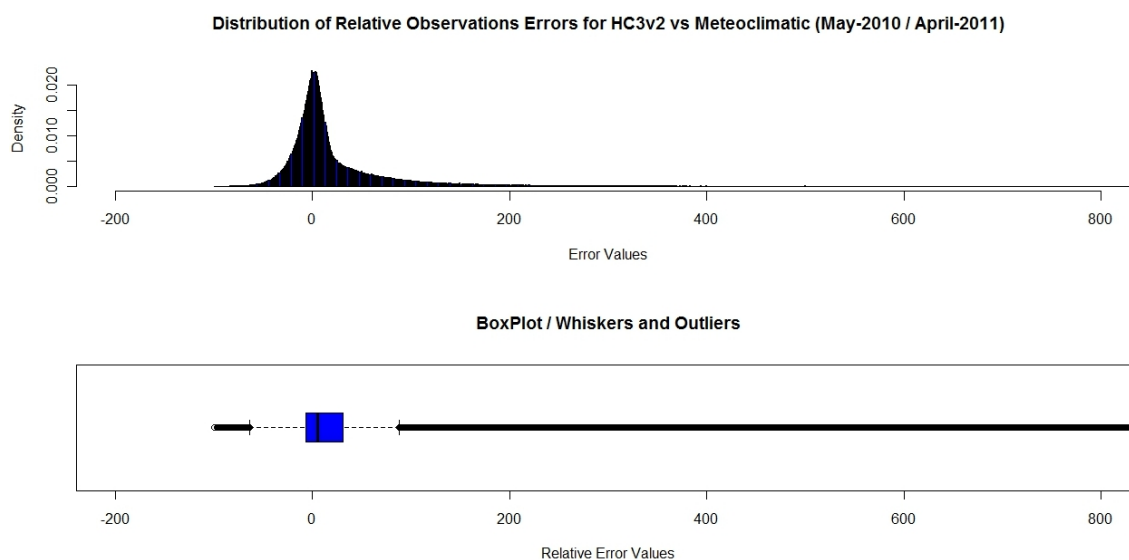 Distribution of Relative Observations Errors for HC3v2 vs Meteoclimatic (May-2010 / April-2011)
Density
0.020
0.010
0.000
-200 0 200 400 600 800
Error Values
BoxPlot / Whiskers and Outliers
-200 0 200 400 600 800
Relative Error Values